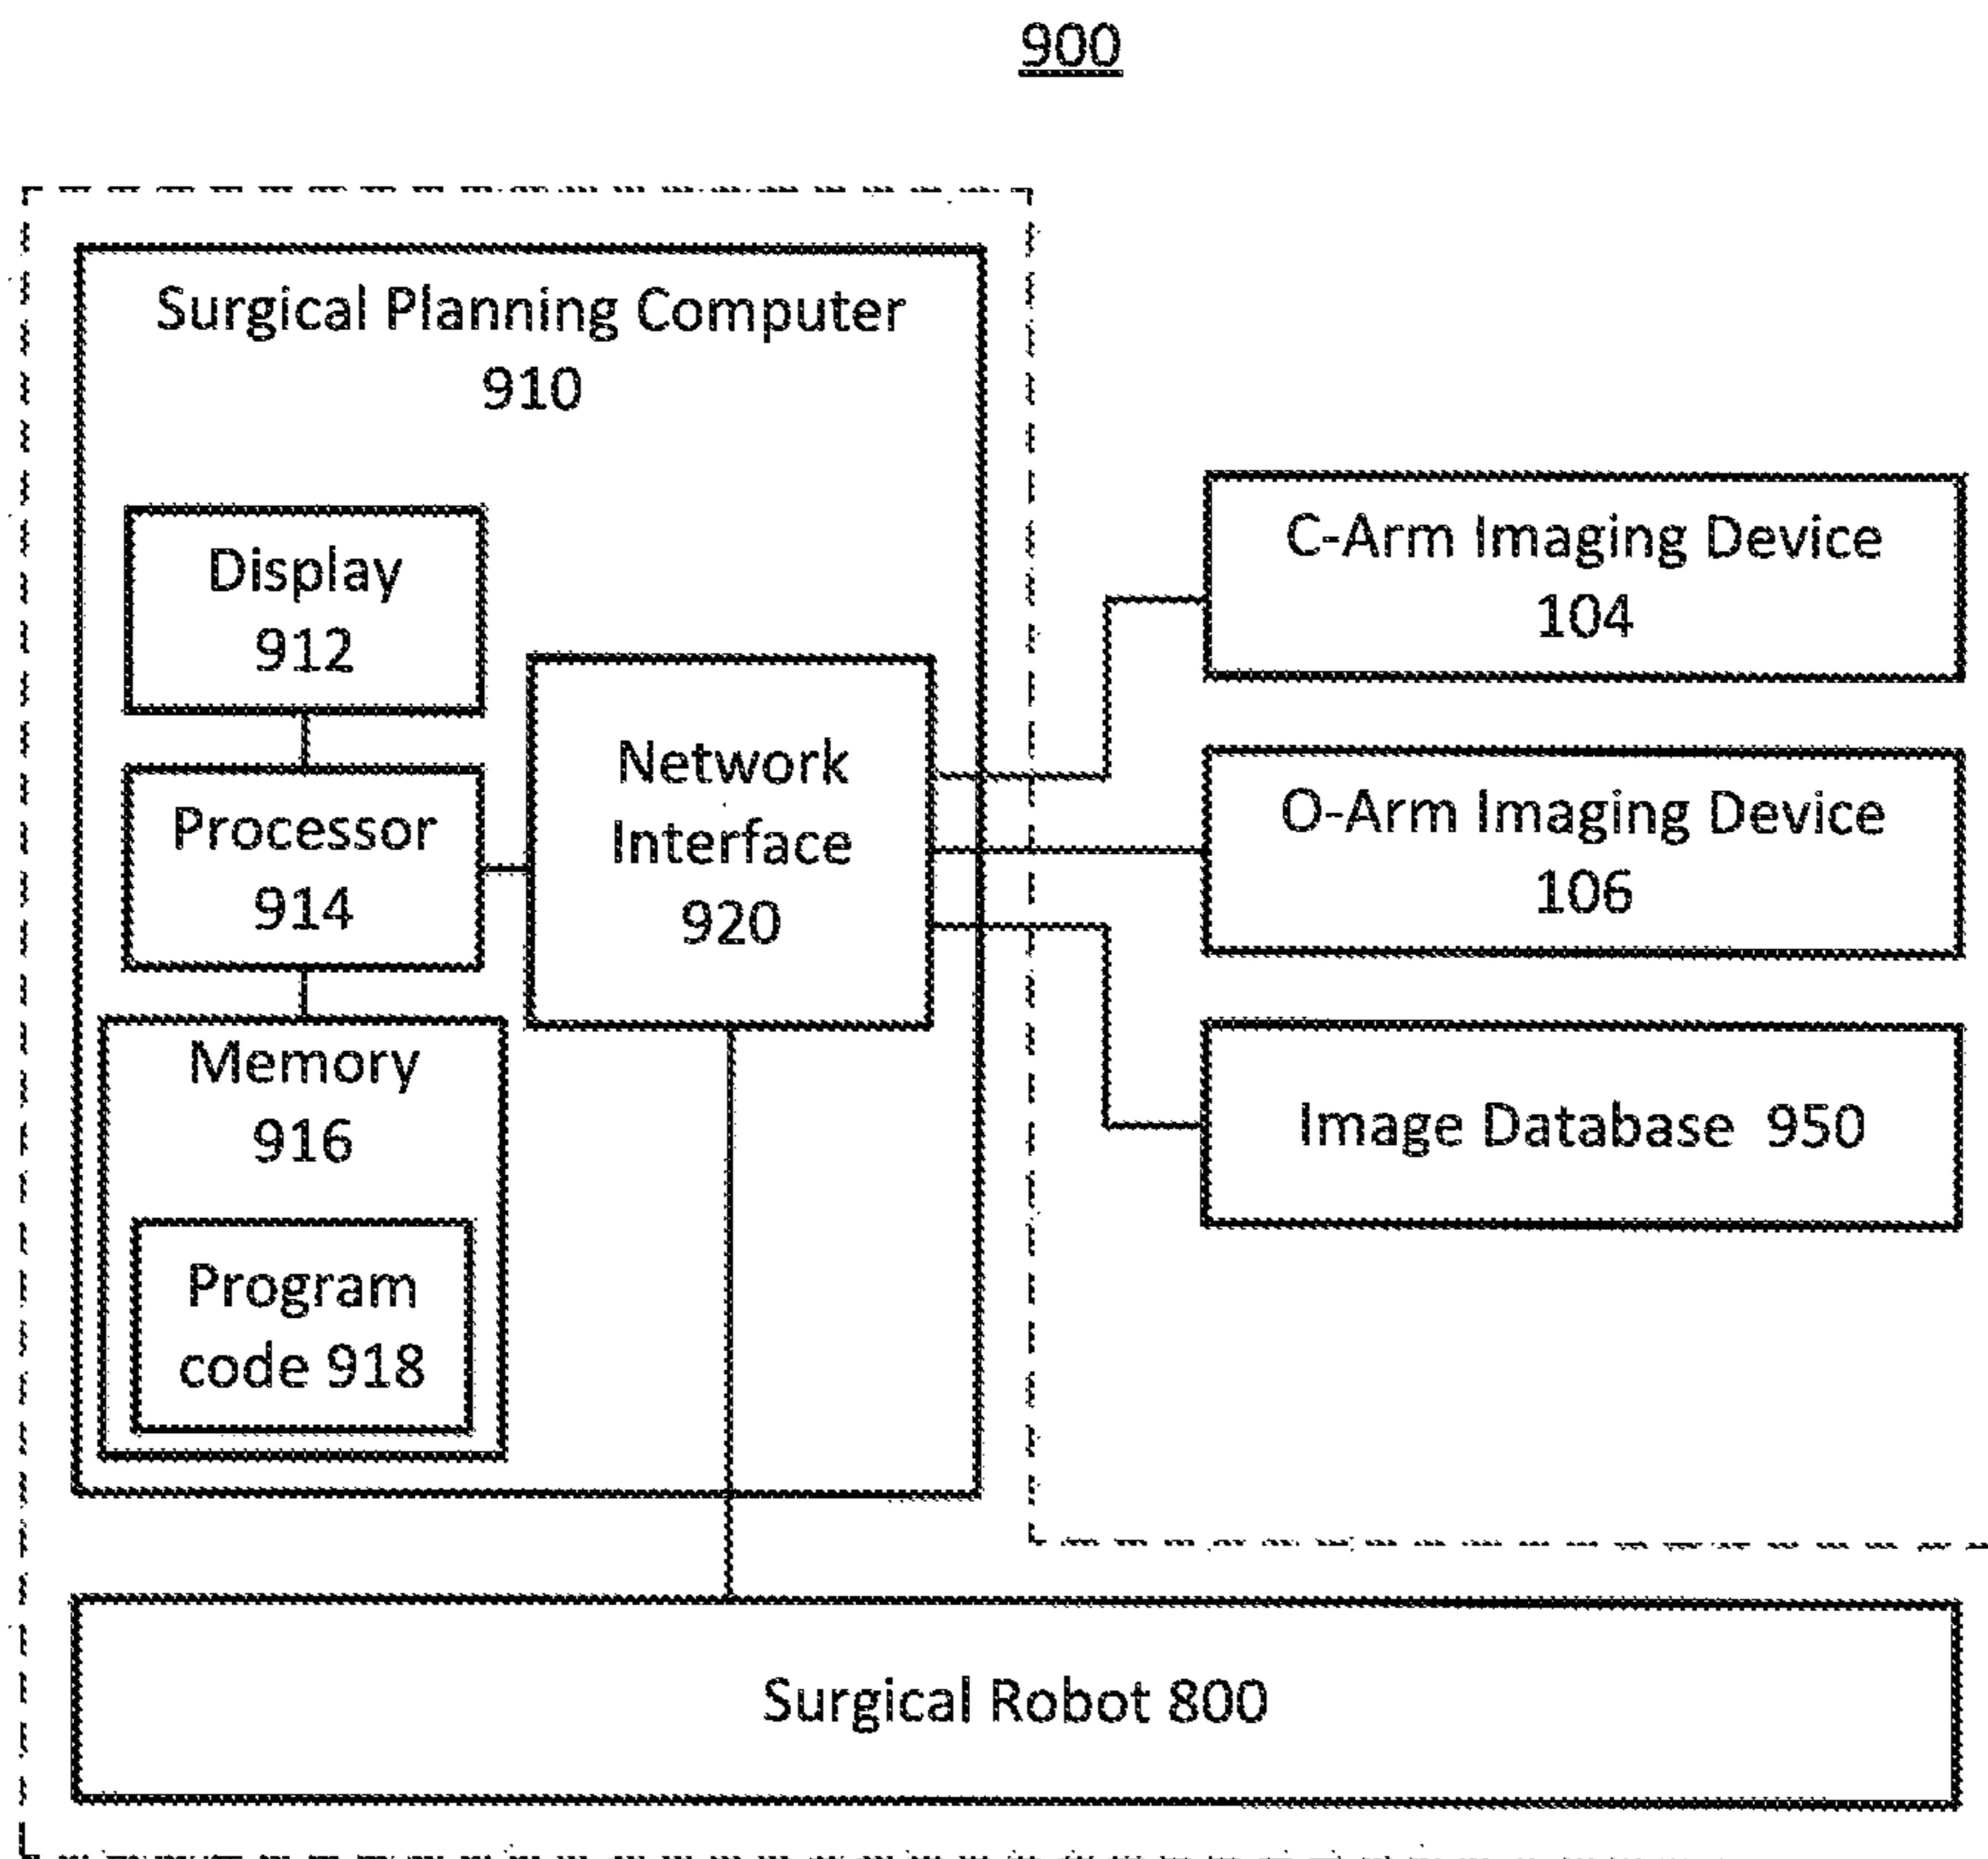 900
Surgical Planning Computer
910
Display
912
Processor
914
Memory
916
Program
code 918
Network
Interface
920
C-Arm Imaging Device
104
O-Arm Imaging Device
106
Image Database 950
Surgical Robot 800